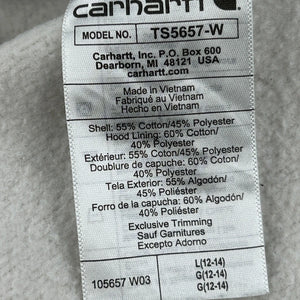 carhartt
MODEL NO. TS5657-W
Carhartt, Inc. P.O. Box 600
Dearborn, MI 48121 USA
carhartt.com
Made in Vietnam
Fabriqué au Vietnam
Hecho en Vietnam
Shell: 55% Cotton/45% Polyester
Hood Lining: 60% Cotton/
40% Polyester
Extérieur: 55% Coton/45% Polyester
Doublure de capuche: 60% Coton/
40% Polyester
Tela Exterior: 55% Algodón/
45% Poliéster
Forro de la capucha: 60% Algodón/
40% Poliéster
Exclusive Trimming
Sauf Garnitures
Excepto Adorno
105657 W03
L(12-14)
G(12-14)
G(12-14)